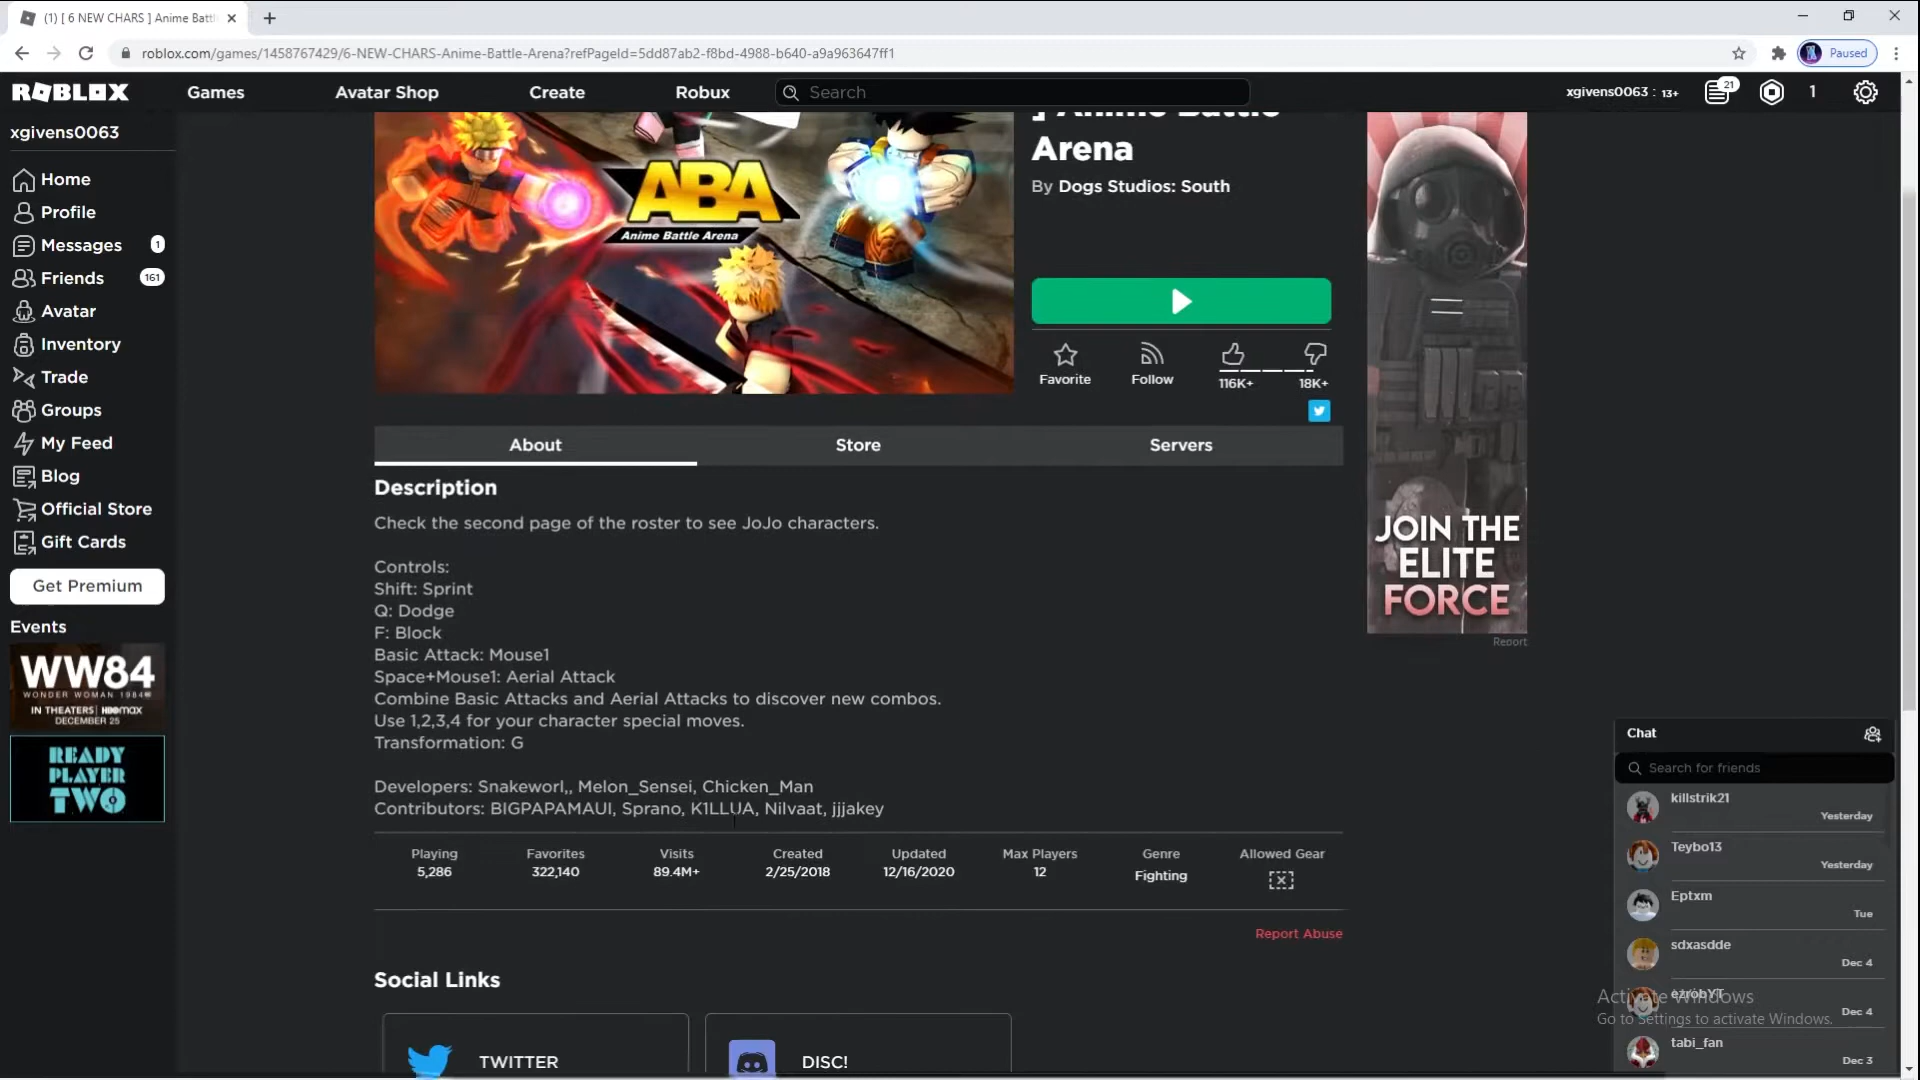 (1) [ 6 NEW CHARS ] Anime Battl
roblox.com/games/1458767429/6-NEW-CHARS-Anime-Battle-Arena?refPageId=5dd87ab2-f8bd-4988-b640-a9a963647ff1
Paused
ROBLOX
Games
Avatar Shop
Create
Robux
Search
xgivens0063 : 13+
21
1
xgivens0063
Home
Profile
Messages 1
Friends 161
Avatar
Inventory
Trade
Groups
My Feed
Blog
Official Store
Gift Cards
Get Premium
Events
WW84
WONDER WOMAN 1984
IN THEATERS | HBOMAX
DECEMBER 25
READY
PLAYER
TWO
ABA
Anime Battle Arena
] Anime Battle
Arena
By Dogs Studios: South
Favorite
Follow
116K+
18K+
About
Store
Servers
Description
Check the second page of the roster to see JoJo characters.
Controls:
Shift: Sprint
Q: Dodge
F: Block
Basic Attack: Mouse1
Space+Mouse1: Aerial Attack
Combine Basic Attacks and Aerial Attacks to discover new combos.
Use 1,2,3,4 for your character special moves.
Transformation: G
Developers: Snakeworl,, Melon_Sensei, Chicken_Man
Contributors: BIGPAPAMAUI, Sprano, K1LLUA, Nilvaat, jjjakey
Playing
5,286
Favorites
322,140
Visits
89.4M+
Created
2/25/2018
Updated
12/16/2020
Max Players
12
Genre
Fighting
Allowed Gear
Report Abuse
Social Links
TWITTER
DISC!
JOIN THE
ELITE
FORCE
Report
Chat
Search for friends
killstrik21
Yesterday
Teybo13
Yesterday
Eptxm
Tue
sdxasdde
Dec 4
ezrobYT
Dec 4
tabi_fan
Dec 3
Activate Windows
Go to Settings to activate Windows.